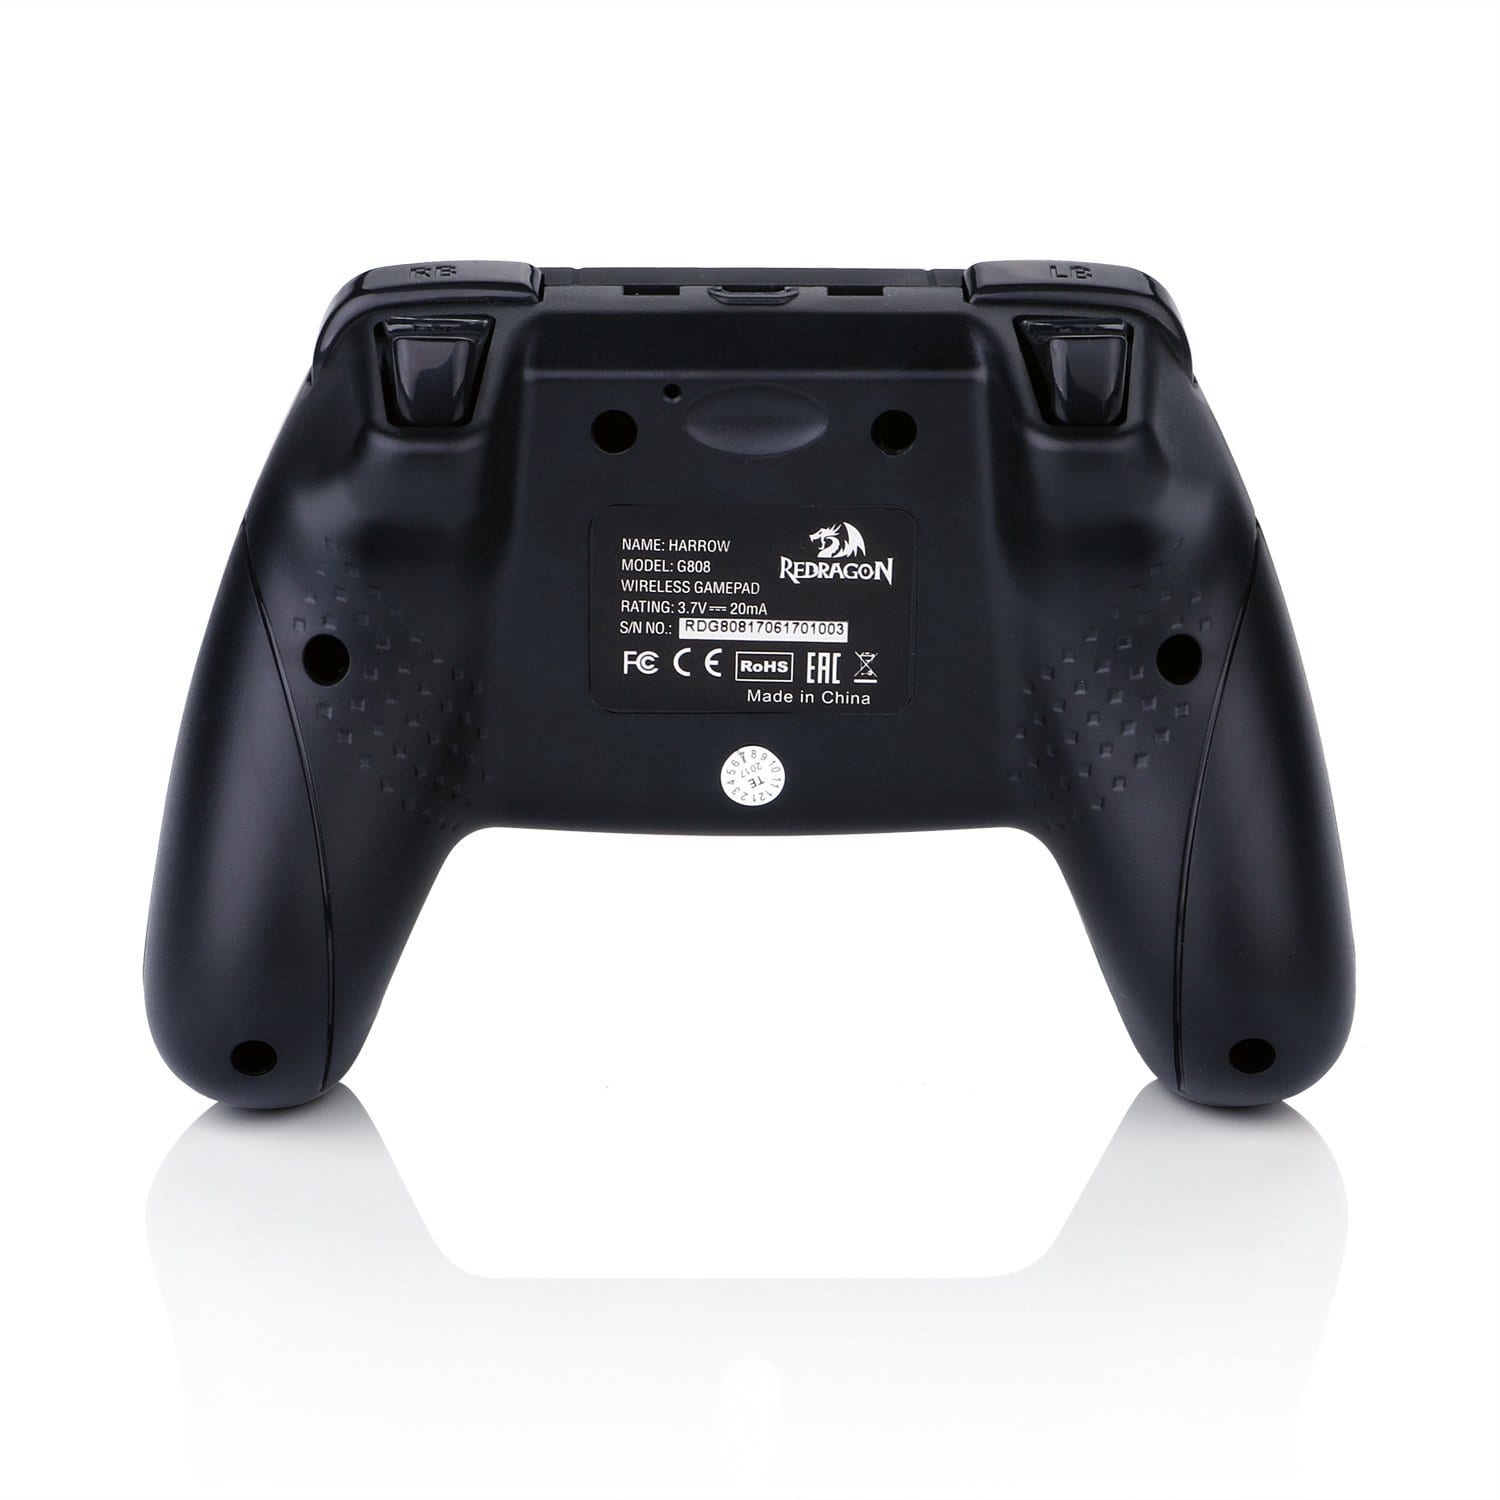 RB
LB
RT
NAME: HARROW
MODEL: G808
WIRELESS GAMEPAD
RATING: 3.7V⎓20mA
S/N NO.: RDG80817061701003
REDRAGON
FC CE RoHS EAC
Made in China
1 2 3 4 5 6 7 8 9 10 11 12
2017
TE